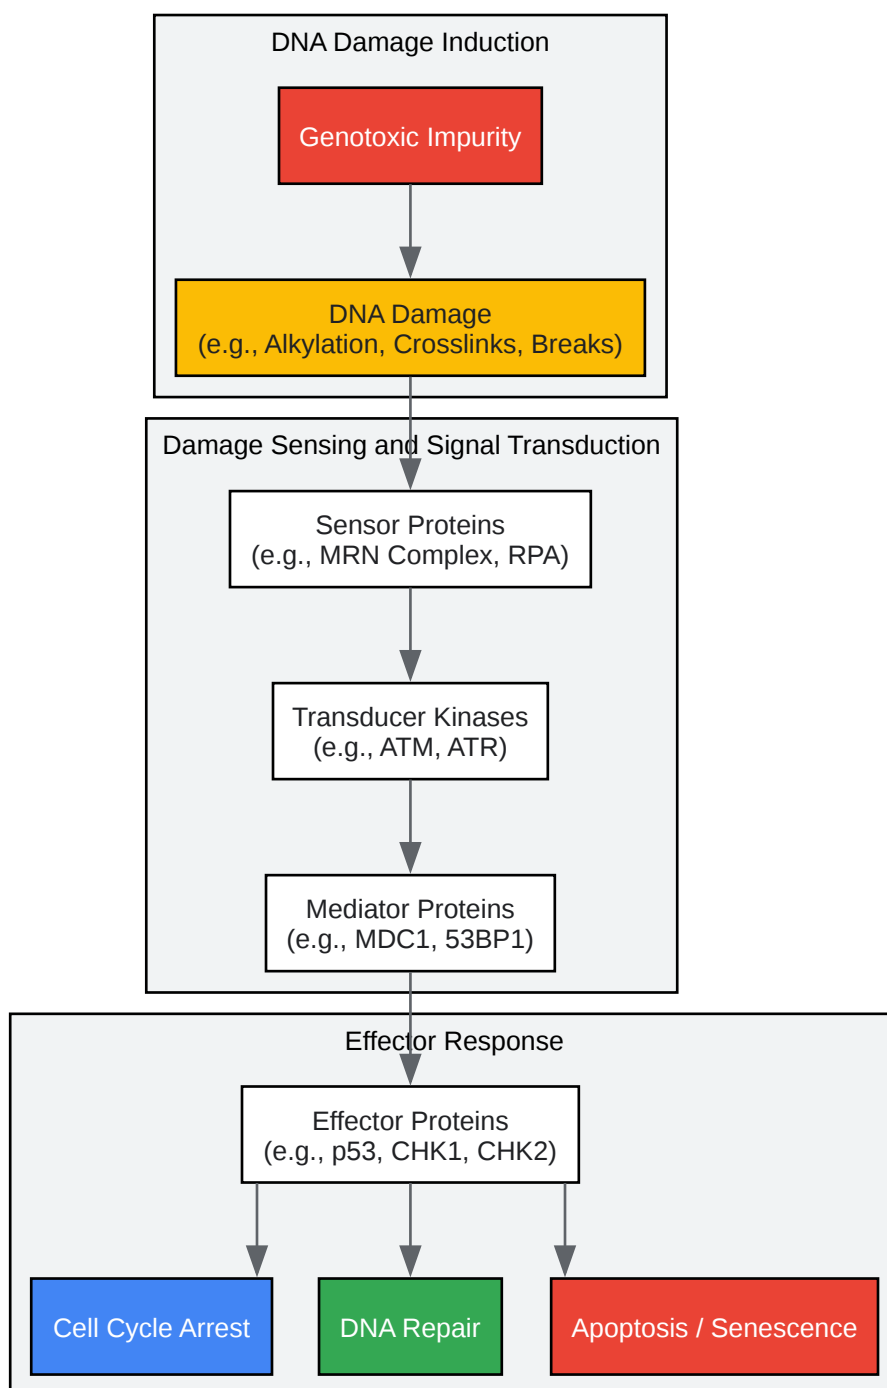 DNA Damage Induction
Genotoxic Impurity
DNA Damage
(e.g., Alkylation, Crosslinks, Breaks)
Damage Sensing and Signal Transduction
Sensor Proteins
(e.g., MRN Complex, RPA)
Transducer Kinases
(e.g., ATM, ATR)
Mediator Proteins
(e.g., MDC1, 53BP1)
Effector Response
Effector Proteins
(e.g., p53, CHK1, CHK2)
Cell Cycle Arrest
DNA Repair
Apoptosis / Senescence